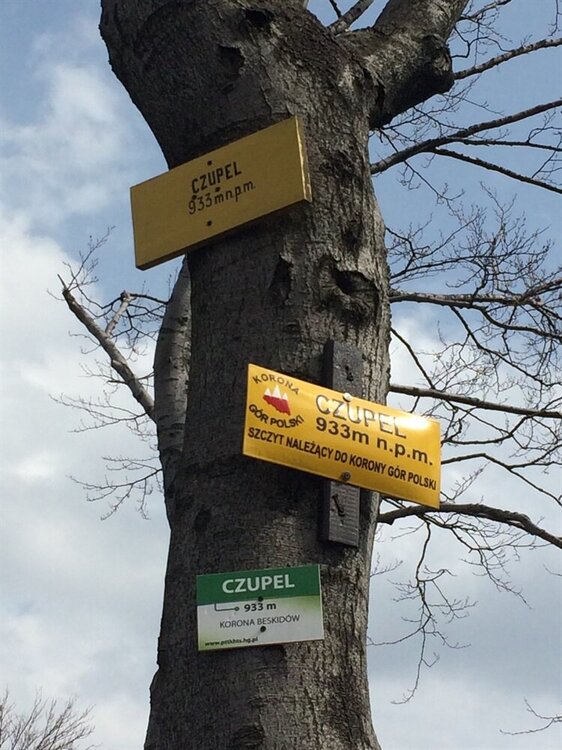 CZUPEL
933m n.p.m.
KORONA
GÓR POLSKI
CZUPEL
933m n.p.m.
SZCZYT NALEŻĄCY DO KORONY GÓR POLSKI
CZUPEL
933 m
KORONA BESKIDÓW
www.pttkhts.hg.pl